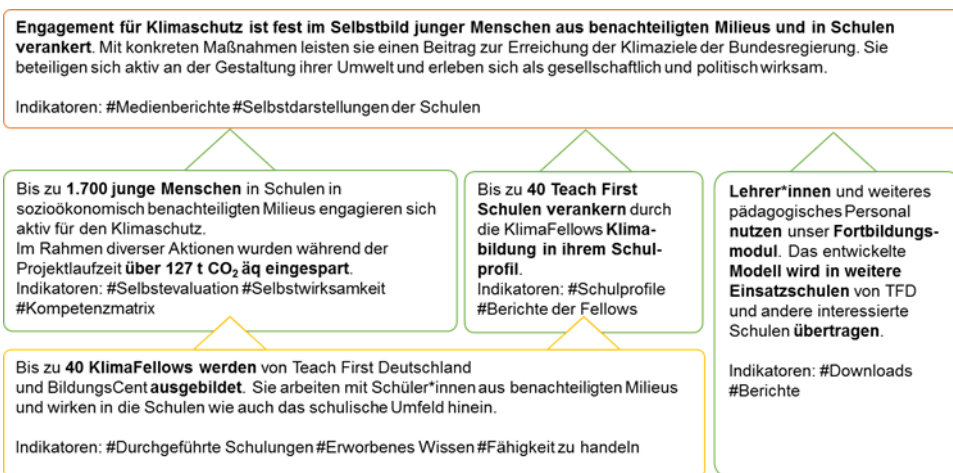 Engagement für Klimaschutz ist fest im Selbstbild junger Menschen aus benachteiligten Milieus und in Schulen
verankert. Mit konkreten Maßnahmen leisten sie einen Beitrag zur Erreichung der Klimaziele der Bundesregierung. Sie
beteiligen sich aktiv an der Gestaltung ihrer Umwelt und erleben sich als gesellschaftlich und politisch wirksam.
Indikatoren: #Medienberichte #Selbstdarstellungen der Schulen
Bis zu 1.700 junge Menschen in Schulen in
sozioökonomisch benachteiligten Milieus engagieren sich
aktiv für den Klimaschutz.
Im Rahmen diverser Aktionen wurden während der
Projektlaufzeit über 127 t CO₂ äq eingespart.
Indikatoren: #Selbstevaluation #Selbstwirksamkeit
#Kompetenzmatrix
Bis zu 40 Teach First
Schulen verankern durch
die KlimaFellows Klima-
bildung in ihrem Schul-
profil.
Indikatoren: #Schulprofile
#Berichte der Fellows
Lehrer*innen und weiteres
pädagogisches Personal
nutzen unser Fortbildungs-
modul. Das entwickelte
Modell wird in weitere
Einsatzschulen von TFD
und andere interessierte
Schulen übertragen.
Indikatoren: #Downloads
#Berichte
Bis zu 40 KlimaFellows werden von Teach First Deutschland
und BildungsCent ausgebildet. Sie arbeiten mit Schüler*innen aus benachteiligten Milieus
und wirken in die Schulen wie auch das schulische Umfeld hinein.
Indikatoren: #Durchgeführte Schulungen #Erworbenes Wissen #Fähigkeit zu handeln